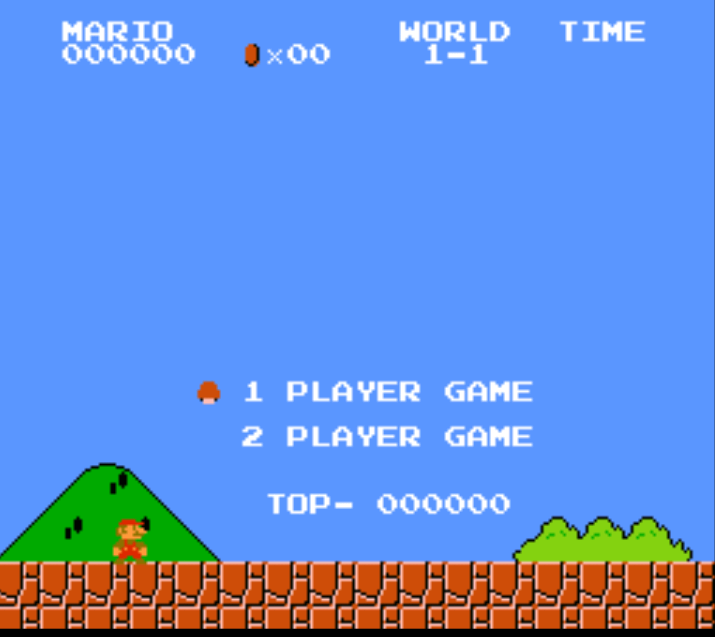 MARIO WORLD TIME
000000 ×00 1-1
1 PLAYER GAME
2 PLAYER GAME
TOP- 000000